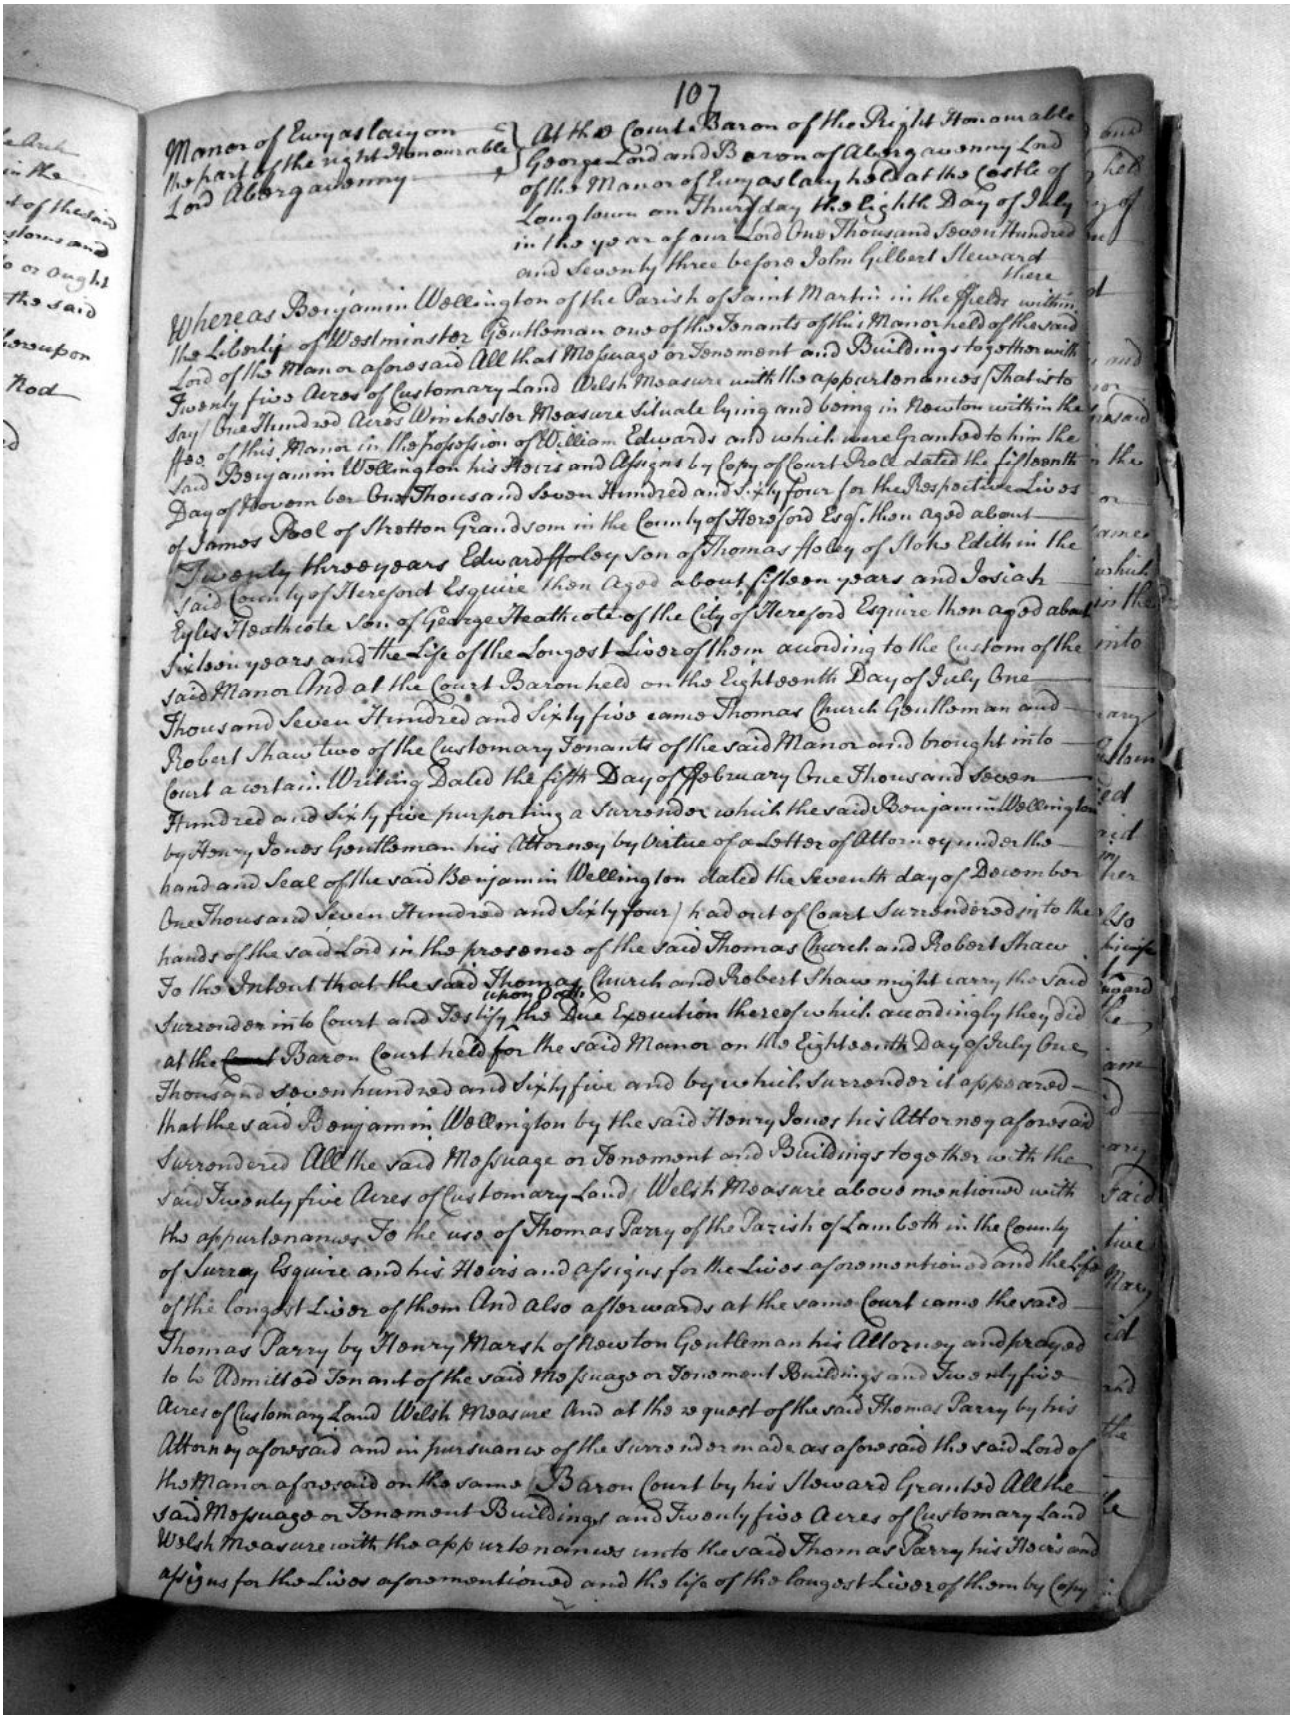 le Arch
in the
t of the said
ustoms and
do or ought
the said
thereupon
Rod
107
Manor of Ewyaslacy on
the part of the right Honourable
Lord Abergavenny
At the Court Baron of the Right Honourable
George Lord and Baron of Abergavenny Lord
of the Manor of Ewyaslacy held at the Castle of
Longtown on Thursday the Eighth Day of July
in the year of our Lord One Thousand Seven Hundred
and Seventy three before John Gilbert Steward
there
Whereas Benjamin Wellington of the Parish of Saint Martin in the ffields within
the Liberty of Westminster Gentleman one of the Tenants of this Manor held of the said
Lord of the Manor aforesaid All that Messuage or Tenement and Buildings together with
Twenty five Acres of Customary Land Welsh Measure with the appurtenances (That is to
say) One Hundred Acres Winchester Measure Situate lying and being in Newton within the
ffee of this Manor in the possession of William Edwards and which were Granted to him the
said Benjamin Wellington his Heirs and Assigns by Copy of Court Roll dated the fifteenth
Day of November One Thousand Seven Hundred and Sixty four for the Respective Lives
of James Pool of Stretton Grandsom in the County of Hereford Esqr. then aged about
Twenty three years Edward ffoley son of Thomas ffoley of Stoke Edith in the
said County of Hereford Esquire then aged about fifteen years and Josiah
Eyles Heathcote Son of George Heathcote of the City of Hereford Esquire then aged about
Sixteen years and the Life of the Longest Liver of them according to the Custom of the
said Manor And at the Court Baron held on the Eighteenth Day of July One
Thousand Seven Hundred and Sixty five came Thomas Church Gentleman and
Robert Shaw two of the Customary Tenants of the said Manor and brought into
Court a certain Writing Dated the fifth Day of ffebruary One Thousand Seven
Hundred and Sixty five purporting a Surrender which the said Benjamin Wellington
by Henry Jones Gentleman his Attorney by Virtue of a Letter of Attorney under the
hand and Seal of the said Benjamin Wellington dated the Seventh day of December
One Thousand Seven Hundred and Sixty four) had out of Court Surrendered in to the
hands of the said Lord in the presence of the said Thomas Church and Robert Shaw
To the Intent that the said Thomas Church and Robert Shaw might carry the said
upon Oath
Surrender into Court and Testify the Due Execution thereof which accordingly they did
at the Court Baron Court held for the said Manor on the Eighteenth Day of July One
Thousand seven hundred and Sixty five and by which Surrender it appeared
that the said Benjamin Wellington by the said Henry Jones his Attorney aforesaid
Surrendered All the said Messuage or Tenement and Buildings together with the
said Twenty five Acres of Customary Land Welsh Measure above mentioned with
the appurtenances To the use of Thomas Parry of the Parish of Lambeth in the County
of Surrey Esquire and his Heirs and assigns for the Lives aforementioned and the Life
of the longest Liver of them And also afterwards at the same Court came the said
Thomas Parry by Henry Marsh of Newton Gentleman his Attorney and prayed
to be Admitted Tenant of the said Messuage or Tenement Buildings and Twenty five
Acres of Customary Land Welsh Measure And at the request of the said Thomas Parry by his
Attorney aforesaid and in pursuance of the Surrender made as aforesaid the said Lord of
the Manor aforesaid on the same Baron Court by his Steward Granted All the
said Messuage or Tenement Buildings and Twenty five Acres of Customary Land
Welsh Measure with the appurtenances unto the said Thomas Parry his Heirs and
assigns for the Lives aforementioned and the life of the longest Liver of them by Copy